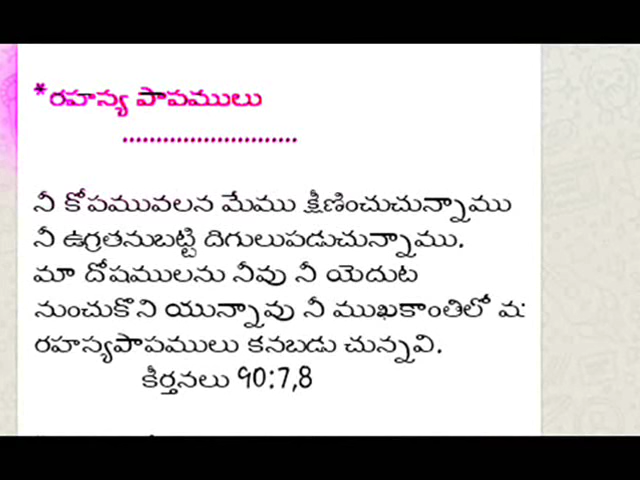 *రహస్య పాపములు
..........................
నీ కోపమువలన మేము క్షీణించుచున్నాము
నీ ఉగ్రతనుబట్టి దిగులుపడుచున్నాము.
మా దోషములను నీవు నీ యెదుట
నుంచుకొని యున్నావు నీ ముఖకాంతిలో
రహస్యపాపములు కనబడు చున్నవి.
కీర్తనలు 90:7,8